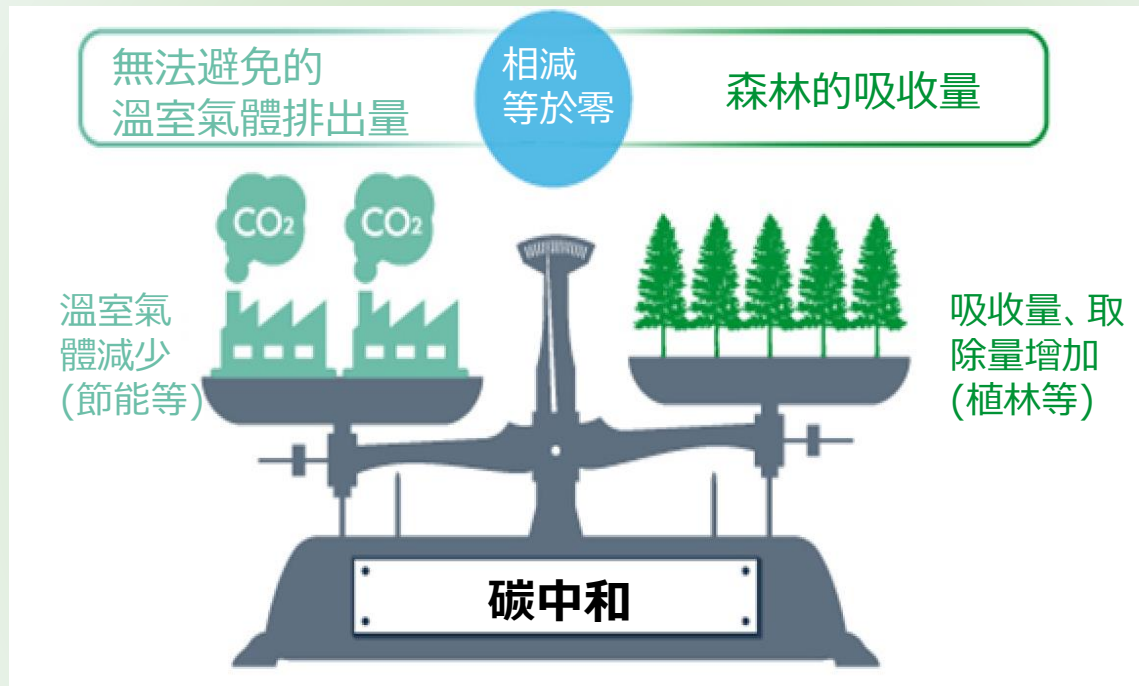 無法避免的
溫室氣體排出量
相減
等於零
森林的吸收量
CO₂
CO₂
溫室氣
體減少
(節能等)
吸收量、取
除量增加
(植林等)
碳中和